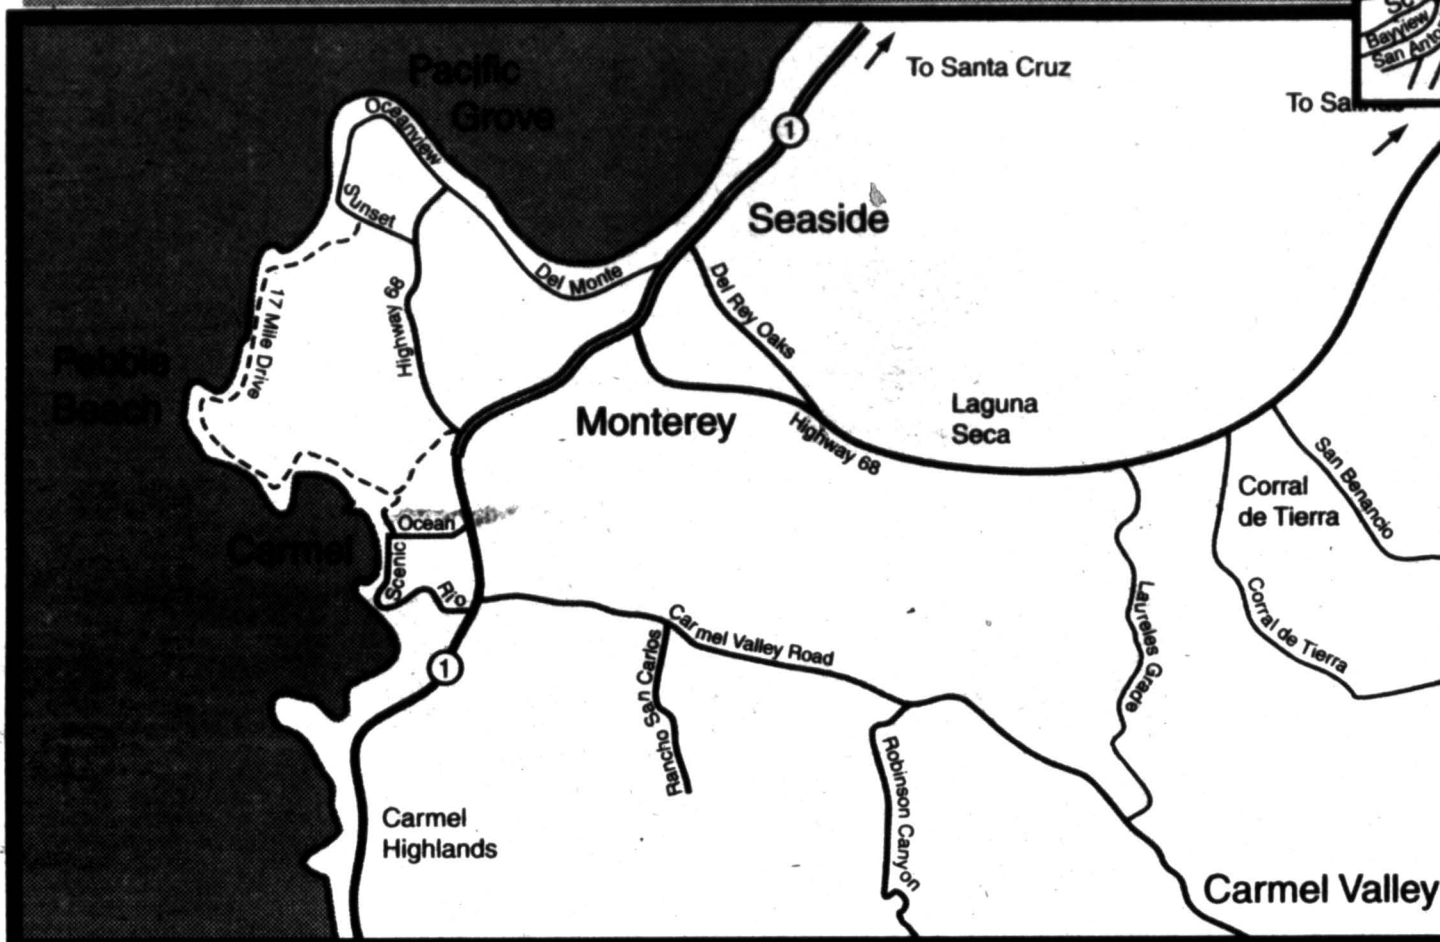 Bayview
To Santa Cruz
To Salinas
Pacific
Grove
Oceanview
1
Sunset
Seaside
Del Monte
Del Rey Oaks
17 Mile Drive
Highway 68
Pebble
Beach
Monterey
Laguna
Seca
Highway 68
San Benancio
Corral
de Tierra
Ocean
Carmel
Scenic
Rio
Laureles Grade
Corral de Tierra
Carmel Valley Road
Rancho San Carlos
1
Robinson Canyon
Carmel
Highlands
Carmel Valley